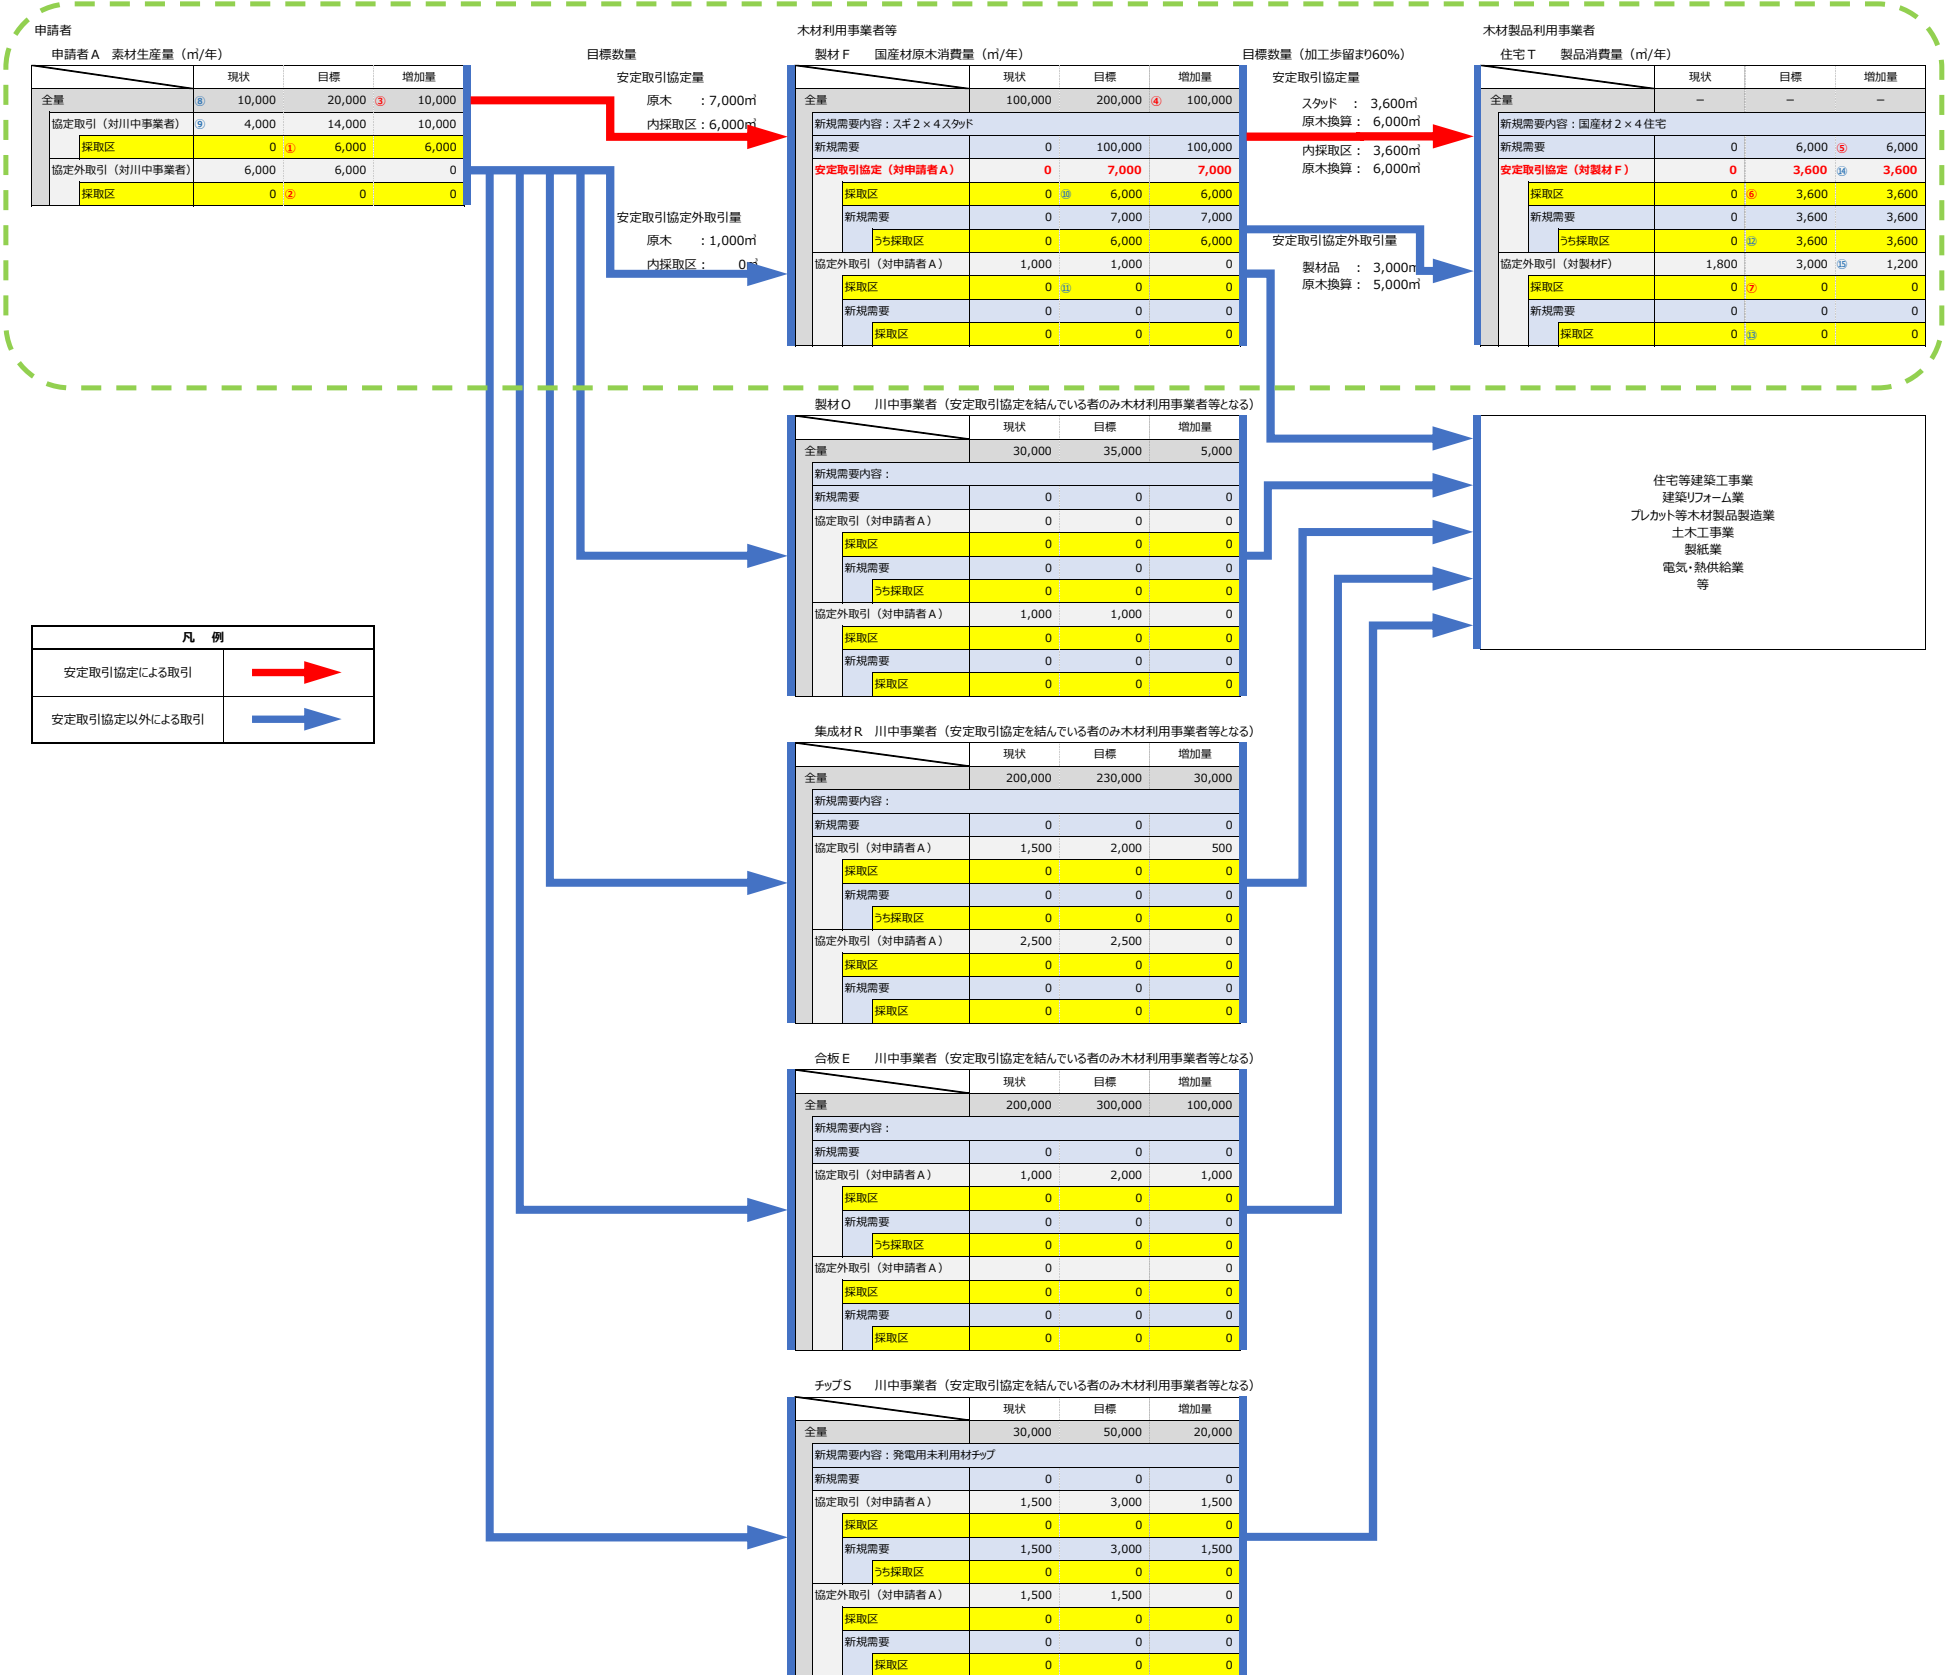 申請者
申請者A　素材生産量（㎥/年）
現状　目標　増加量
全量　⑧ 10,000　20,000　③ 10,000
協定取引（対川中事業者）　⑨ 4,000　14,000　10,000
採取区　0　① 6,000　6,000
協定外取引（対川中事業者）　6,000　6,000　0
採取区　0　② 0　0
目標数量
安定取引協定量
原木　：7,000㎥
内採取区：6,000㎥
安定取引協定外取引量
原木　：1,000㎥
内採取区：　0㎥
木材利用事業者等
製材F　国産材原木消費量（㎥/年）
現状　目標　増加量
全量　100,000　200,000　④ 100,000
新規需要内容：スギ2×4スタッド
新規需要　0　100,000　100,000
安定取引協定（対申請者A）　0　7,000　7,000
採取区　0　⑩ 6,000　6,000
新規需要　0　7,000　7,000
うち採取区　0　6,000　6,000
協定外取引（対申請者A）　1,000　1,000　0
採取区　0　⑪ 0　0
新規需要　0　0　0
採取区　0　0　0
目標数量（加工歩留まり60%）
安定取引協定量
スタッド　：　3,600㎥
原木換算：　6,000㎥
内採取区：　3,600㎥
原木換算：　6,000㎥
安定取引協定外取引量
製材品　：　3,000㎥
原木換算：　5,000㎥
木材製品利用事業者
住宅T　製品消費量（㎥/年）
現状　目標　増加量
全量　－　－　－
新規需要内容：国産材2×4住宅
新規需要　0　6,000　⑤ 6,000
安定取引協定（対製材F）　0　3,600　⑭ 3,600
採取区　0　⑥ 3,600　3,600
新規需要　0　3,600　3,600
うち採取区　0　⑫ 3,600　3,600
協定外取引（対製材F）　1,800　3,000　⑮ 1,200
採取区　0　⑦ 0　0
新規需要　0　0　0
採取区　0　⑬ 0　0
製材O　川中事業者（安定取引協定を結んでいる者のみ木材利用事業者等となる）
現状　目標　増加量
全量　30,000　35,000　5,000
新規需要内容：
新規需要　0　0　0
協定取引（対申請者A）　0　0　0
採取区　0　0　0
新規需要　0　0　0
うち採取区　0　0　0
協定外取引（対申請者A）　1,000　1,000　0
採取区　0　0　0
新規需要　0　0　0
採取区　0　0　0
住宅等建築工事業
建築リフォーム業
プレカット等木材製品製造業
土木工事業
製紙業
電気・熱供給業
等
凡　例
安定取引協定による取引
安定取引協定以外による取引
集成材R　川中事業者（安定取引協定を結んでいる者のみ木材利用事業者等となる）
現状　目標　増加量
全量　200,000　230,000　30,000
新規需要内容：
新規需要　0　0　0
協定取引（対申請者A）　1,500　2,000　500
採取区　0　0　0
新規需要　0　0　0
うち採取区　0　0　0
協定外取引（対申請者A）　2,500　2,500　0
採取区　0　0　0
新規需要　0　0　0
採取区　0　0　0
合板E　川中事業者（安定取引協定を結んでいる者のみ木材利用事業者等となる）
現状　目標　増加量
全量　200,000　300,000　100,000
新規需要内容：
新規需要　0　0　0
協定取引（対申請者A）　1,000　2,000　1,000
採取区　0　0　0
新規需要　0　0　0
うち採取区　0　0　0
協定外取引（対申請者A）　0　0
採取区　0　0　0
新規需要　0　0　0
採取区　0　0　0
チップS　川中事業者（安定取引協定を結んでいる者のみ木材利用事業者等となる）
現状　目標　増加量
全量　30,000　50,000　20,000
新規需要内容：発電用未利用材チップ
新規需要　0　0　0
協定取引（対申請者A）　1,500　3,000　1,500
採取区　0　0　0
新規需要　1,500　3,000　1,500
うち採取区　0　0　0
協定外取引（対申請者A）　1,500　1,500　0
採取区　0　0　0
新規需要　0　0　0
採取区　0　0　0